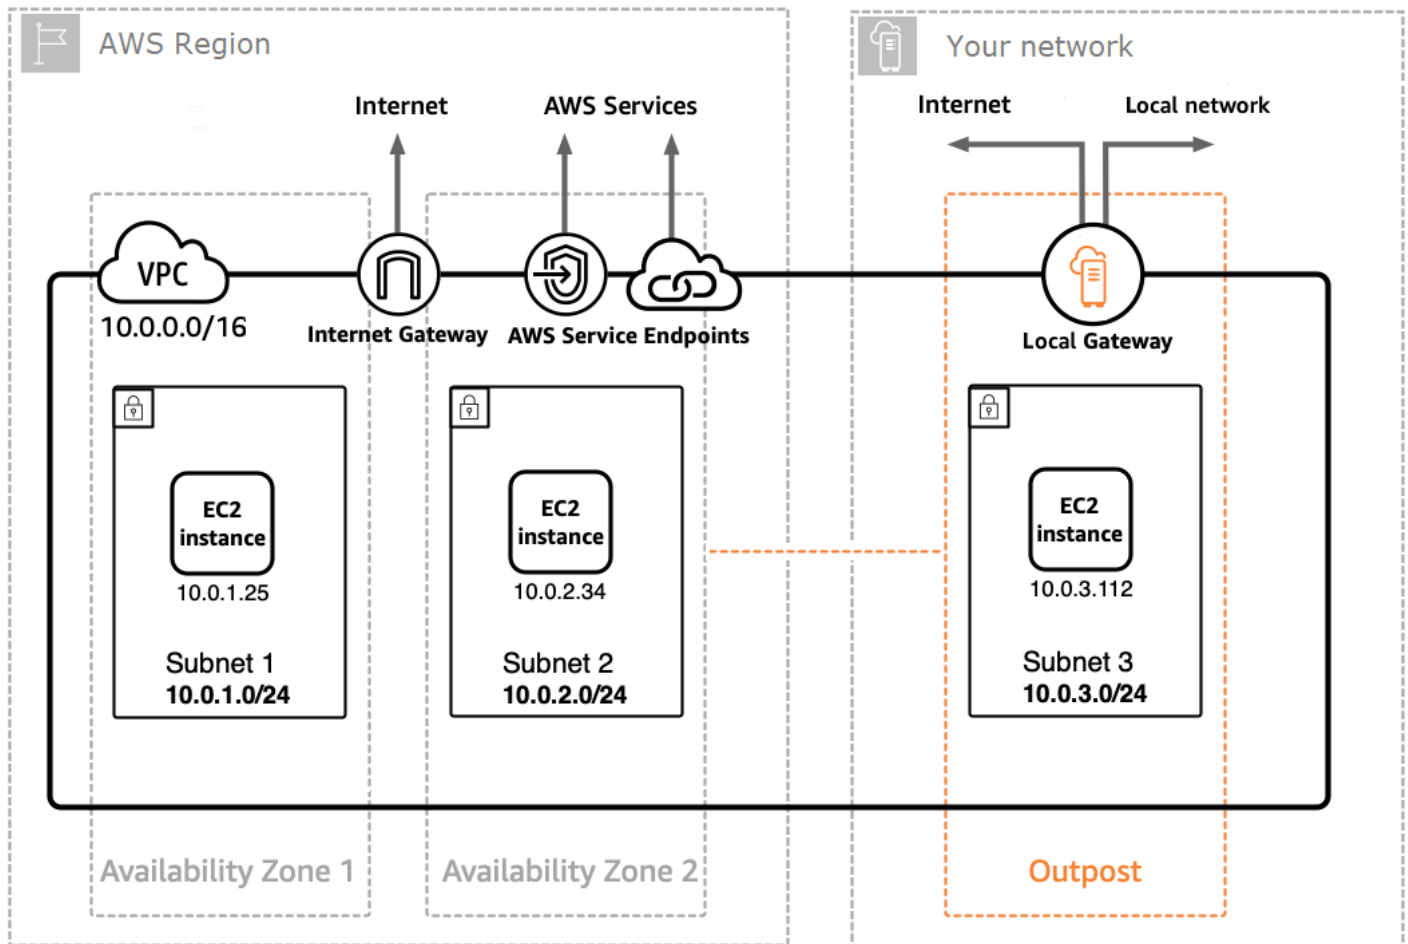 AWS Region
Your network
Internet
AWS Services
Internet
Local network
VPC
10.0.0.0/16
Internet Gateway
AWS Service Endpoints
Local Gateway
EC2
instance
10.0.1.25
Subnet 1
10.0.1.0/24
EC2
instance
10.0.2.34
Subnet 2
10.0.2.0/24
EC2
instance
10.0.3.112
Subnet 3
10.0.3.0/24
Availability Zone 1
Availability Zone 2
Outpost